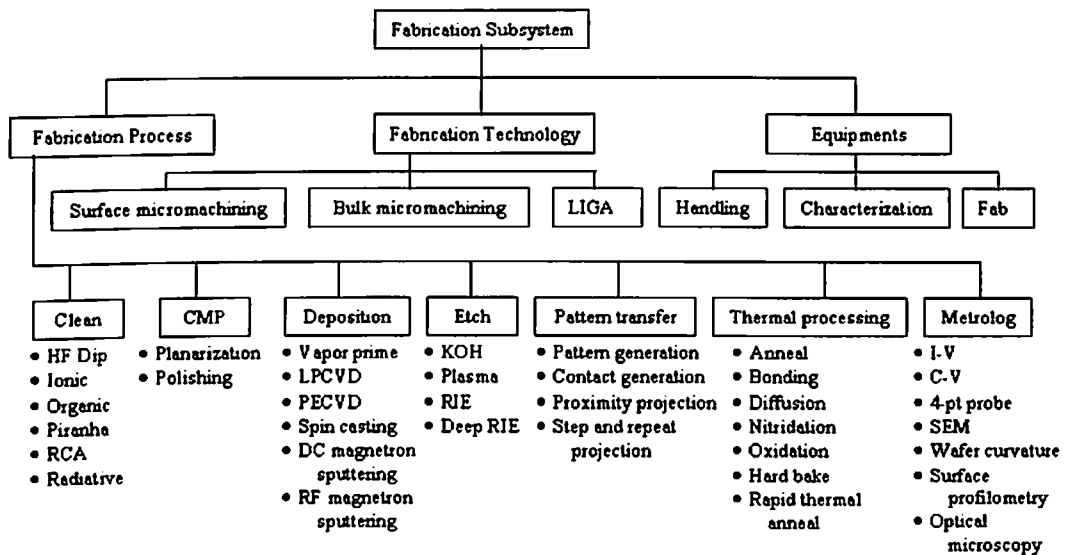 Fabrication Subsystem
Fabrication Process
Fabrication Technology
Equipments
Surface micromachining
Bulk micromachining
LIGA
Handling
Characterization
Fab
Clean
• HF Dip
• Ionic
• Organic
• Piranha
• RCA
• Radiative
CMP
• Planarization
• Polishing
Deposition
• Vapor prime
• LPCVD
• PECVD
• Spin casting
• DC magnetron
sputtering
• RF magnetron
sputtering
Etch
• KOH
• Plasma
• RIE
• Deep RIE
Pattern transfer
• Pattern generation
• Contact generation
• Proximity projection
• Step and repeat
projection
Thermal processing
• Anneal
• Bonding
• Diffusion
• Nitridation
• Oxidation
• Hard bake
• Rapid thermal
anneal
Metrolog
• I-V
• C-V
• 4-pt probe
• SEM
• Wafer curvature
• Surface
profilometry
• Optical
microscopy